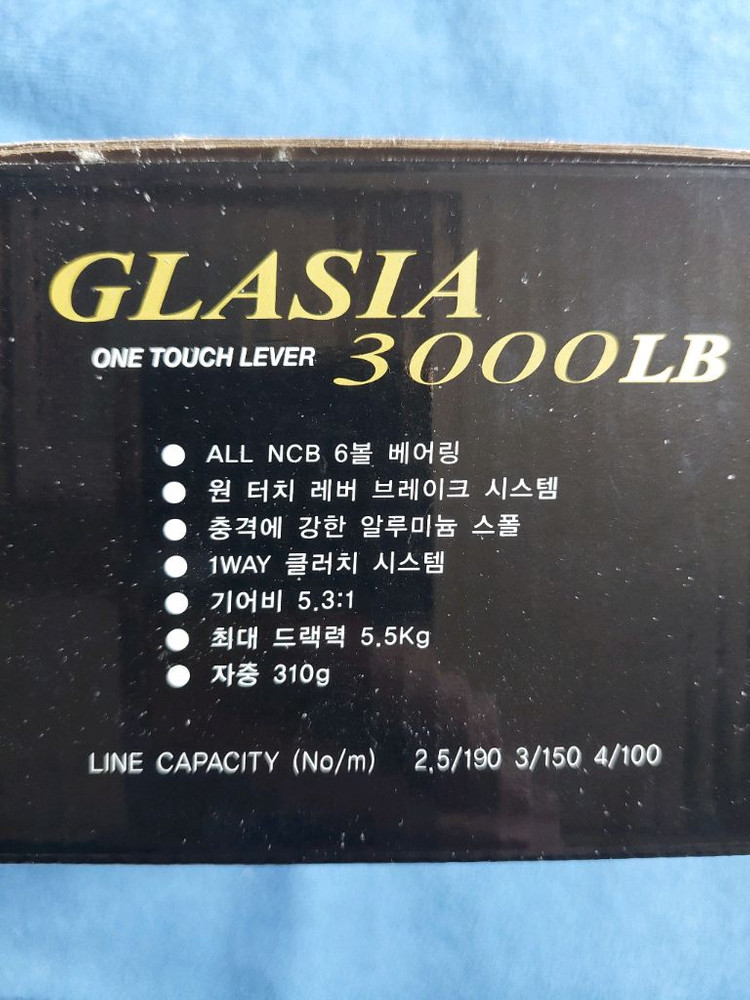 GLASIA
ONE TOUCH LEVER 3000LB
● ALL NCB 6볼 베어링
● 원 터치 레버 브레이크 시스템
● 충격에 강한 알루미늄 스폴
● 1WAY 클러치 시스템
● 기어비 5.3:1
● 최대 드랙력 5.5Kg
● 자중 310g
LINE CAPACITY (No/m) 2.5/190 3/150 4/100